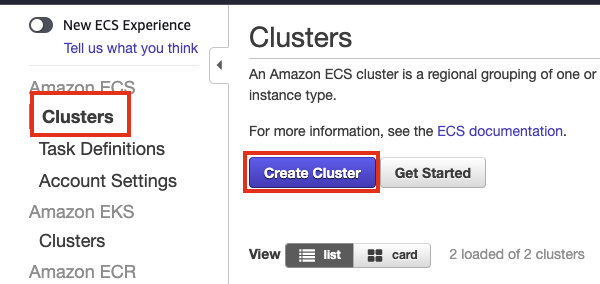 New ECS Experience
Tell us what you think
Amazon ECS
Clusters
Task Definitions
Account Settings
Amazon EKS
Clusters
Amazon ECR
Clusters
An Amazon ECS cluster is a regional grouping of one or
instance type.
For more information, see the ECS documentation.
Create Cluster Get Started
View list card 2 loaded of 2 clusters